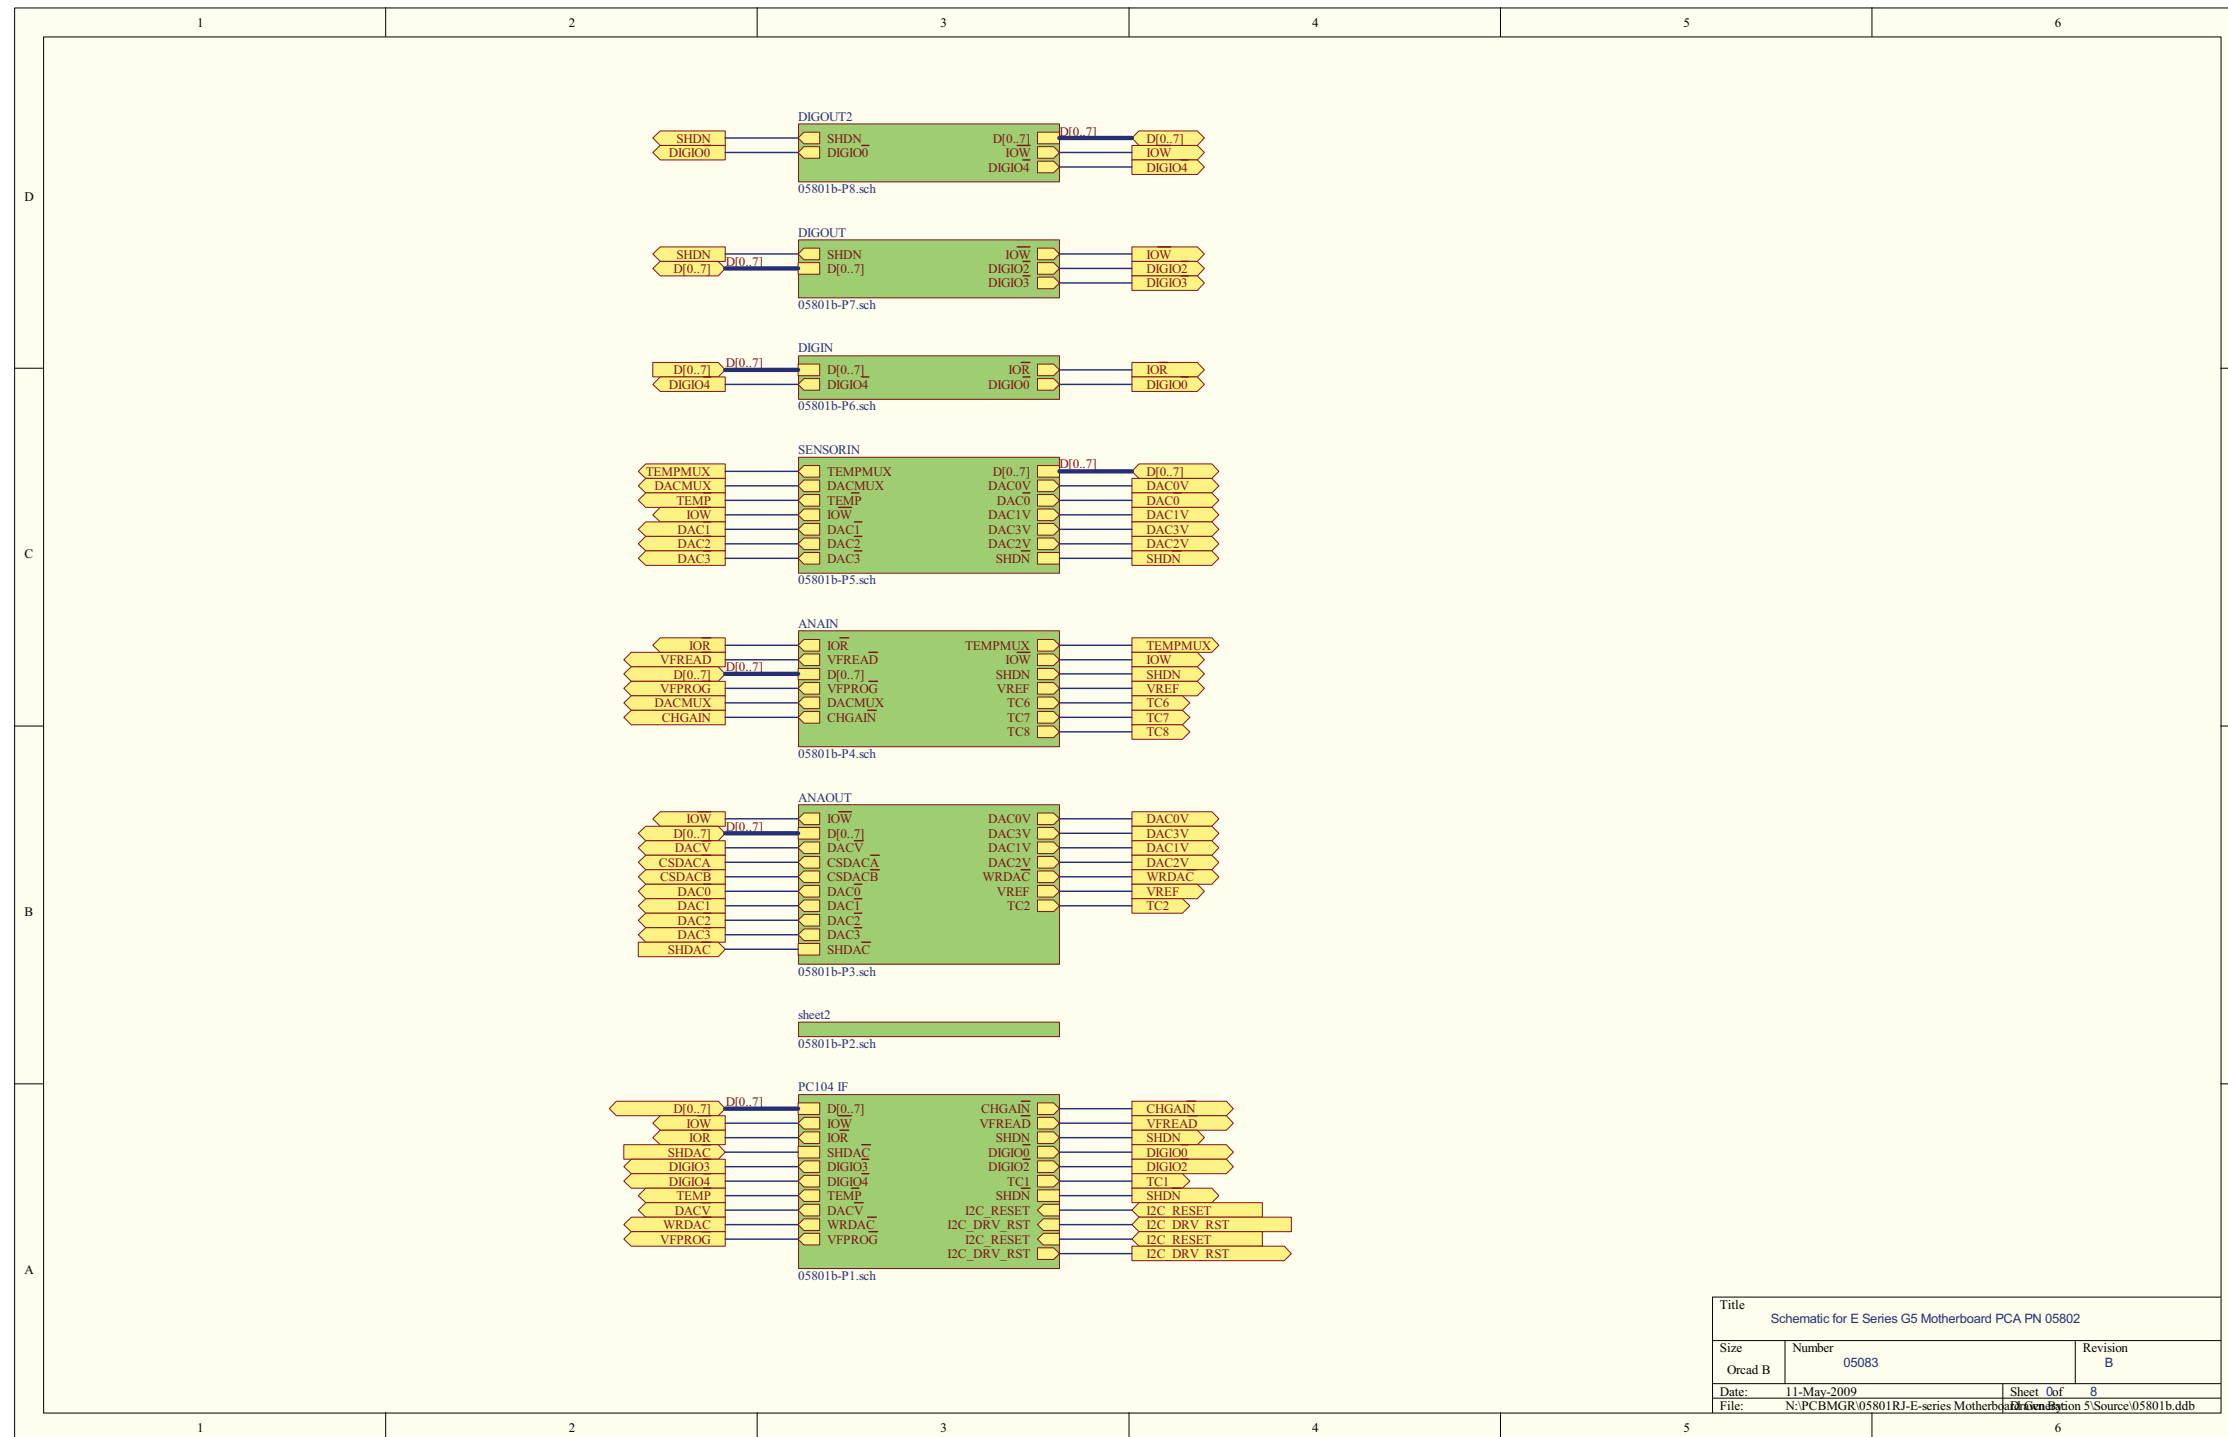 1 2 3 4 5 6
D
C
B
A
DIGOUT2
SHDN SHDN D[0..7] D[0..7] D[0..7]
DIGIO0 DIGIO0 IOW IOW
DIGIO4 DIGIO4
05801b-P8.sch
DIGOUT
SHDN SHDN IOW IOW
D[0..7] D[0..7] D[0..7] DIGIO2 DIGIO2
DIGIO3 DIGIO3
05801b-P7.sch
DIGIN
D[0..7] D[0..7] D[0..7] IOR IOR
DIGIO4 DIGIO4 DIGIO0 DIGIO0
05801b-P6.sch
SENSORIN
TEMPMUX TEMPMUX D[0..7] D[0..7] D[0..7]
DACMUX DACMUX DAC0V DAC0V
TEMP TEMP DAC0 DAC0
IOW IOW DAC1V DAC1V
DAC1 DAC1 DAC3V DAC3V
DAC2 DAC2 DAC2V DAC2V
DAC3 DAC3 SHDN SHDN
05801b-P5.sch
ANAIN
IOR IOR TEMPMUX TEMPMUX
VFREAD VFREAD IOW IOW
D[0..7] D[0..7] D[0..7] SHDN SHDN
VFPROG VFPROG VREF VREF
DACMUX DACMUX TC6 TC6
CHGAIN CHGAIN TC7 TC7
TC8 TC8
05801b-P4.sch
ANAOUT
IOW IOW DAC0V DAC0V
D[0..7] D[0..7] D[0..7] DAC3V DAC3V
DACV DACV DAC1V DAC1V
CSDACA CSDACA DAC2V DAC2V
CSDACB CSDACB WRDAC WRDAC
DAC0 DAC0 VREF VREF
DAC1 DAC1 TC2 TC2
DAC2 DAC2
DAC3 DAC3
SHDAC SHDAC
05801b-P3.sch
sheet2
05801b-P2.sch
PC104 IF
D[0..7] D[0..7] D[0..7] CHGAIN CHGAIN
IOW IOW VFREAD VFREAD
IOR IOR SHDN SHDN
SHDAC SHDAC DIGIO0 DIGIO0
DIGIO3 DIGIO3 DIGIO2 DIGIO2
DIGIO4 DIGIO4 TC1 TC1
TEMP TEMP SHDN SHDN
DACV DACV I2C_RESET I2C_RESET
WRDAC WRDAC I2C_DRV_RST I2C_DRV_RST
VFPROG VFPROG I2C_RESET I2C_RESET
I2C_DRV_RST I2C_DRV_RST
05801b-P1.sch
Title
Schematic for E Series G5 Motherboard PCA PN 05802
Size Number Revision
Orcad B 05083 B
Date: 11-May-2009 Sheet 0of 8
File: N:\PCBMGR\05801RJ-E-series Motherboard Generation 5\Source\05801b.ddb
Drawn By:
1 2 3 4 5 6